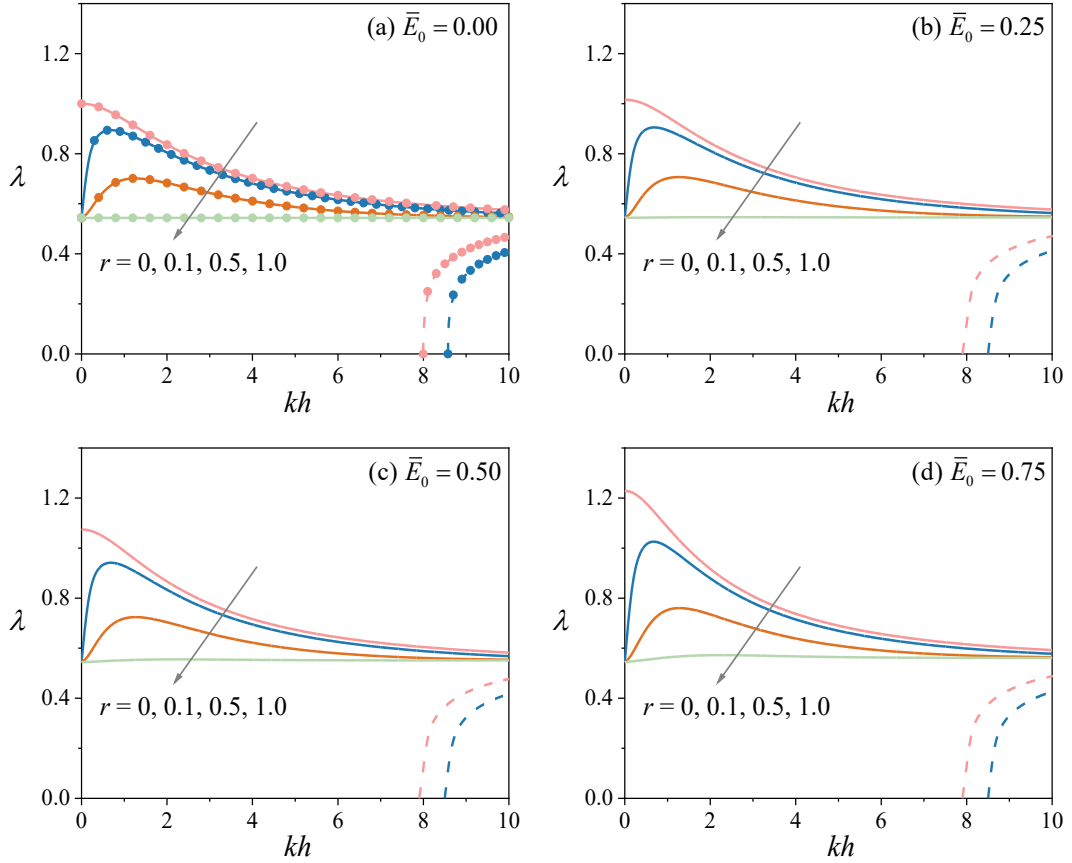 (a) Ē₀ = 0.00
1.2
0.8
λ
0.4
r = 0, 0.1, 0.5, 1.0
0.0
0 2 4 6 8 10
kh
(b) Ē₀ = 0.25
1.2
0.8
λ
0.4
r = 0, 0.1, 0.5, 1.0
0.0
0 2 4 6 8 10
kh
(c) Ē₀ = 0.50
1.2
0.8
λ
0.4
r = 0, 0.1, 0.5, 1.0
0.0
0 2 4 6 8 10
kh
(d) Ē₀ = 0.75
1.2
0.8
λ
0.4
r = 0, 0.1, 0.5, 1.0
0.0
0 2 4 6 8 10
kh